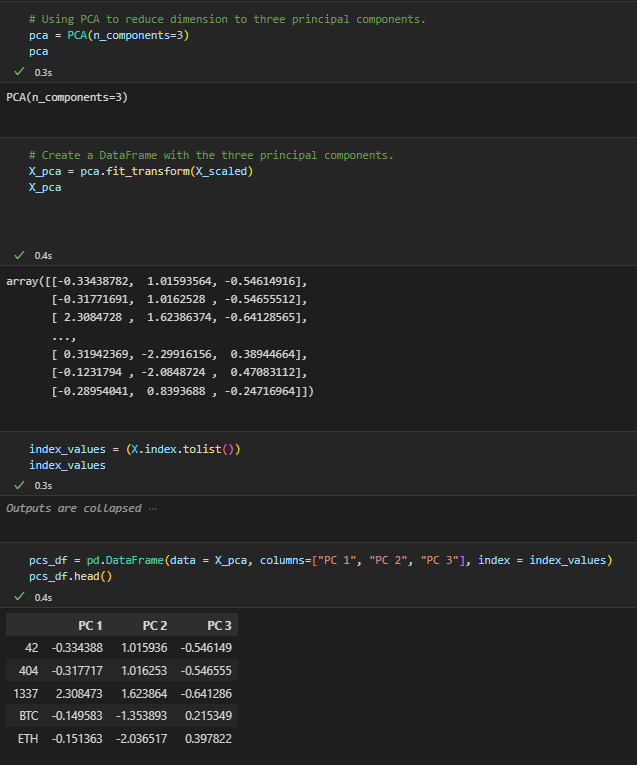 # Using PCA to reduce dimension to three principal components.
pca = PCA(n_components=3)
pca
0.3s
PCA(n_components=3)
# Create a DataFrame with the three principal components.
X_pca = pca.fit_transform(X_scaled)
X_pca
0.4s
array([[-0.33438782,  1.01593564, -0.54614916],
       [-0.31771691,  1.0162528 , -0.54655512],
       [ 2.3084728 ,  1.62386374, -0.64128565],
       ...,
       [ 0.31942369, -2.29916156,  0.38944664],
       [-0.1231794 , -2.0848724 ,  0.47083112],
       [-0.28954041,  0.8393688 , -0.24716964]])
index_values = (X.index.tolist())
index_values
0.3s
Outputs are collapsed ...
pcs_df = pd.DataFrame(data = X_pca, columns=["PC 1", "PC 2", "PC 3"], index = index_values)
pcs_df.head()
0.4s
PC 1 PC 2 PC 3
42 -0.334388 1.015936 -0.546149
404 -0.317717 1.016253 -0.546555
1337 2.308473 1.623864 -0.641286
BTC -0.149583 -1.353893 0.215349
ETH -0.151363 -2.036517 0.397822